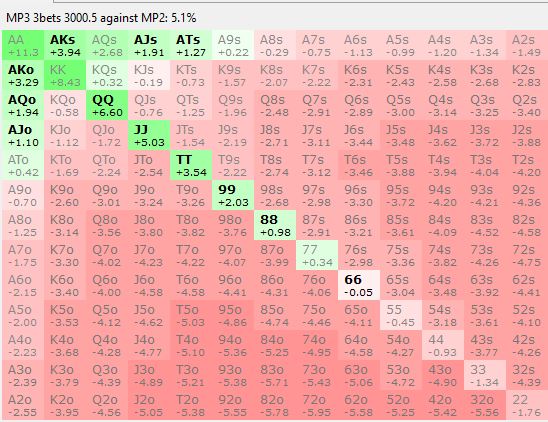 MP3 3bets 3000.5 against MP2: 5.1%
AA AKs AQs AJs ATs A9s A8s A7s A6s A5s A4s A3s A2s
+11.3 +3.94 +2.68 +1.91 +1.27 +0.22 -0.29 -0.75 -1.13 -0.99 -1.20 -1.34 -1.49
AKo KK KQs KJs KTs K9s K8s K7s K6s K5s K4s K3s K2s
+3.29 +8.43 +0.32 -0.19 -0.73 -1.57 -2.07 -2.22 -2.31 -2.43 -2.58 -2.68 -2.83
AQo KQo QQ QJs QTs Q9s Q8s Q7s Q6s Q5s Q4s Q3s Q2s
+1.94 -0.58 +6.60 -0.76 -1.25 -1.96 -2.48 -2.91 -2.89 -3.00 -3.14 -3.25 -3.40
AJo KJo QJo JJ JTs J9s J8s J7s J6s J5s J4s J3s J2s
+1.10 -1.12 -1.72 +5.03 -1.54 -2.19 -2.71 -3.11 -3.44 -3.48 -3.62 -3.72 -3.88
ATo KTo QTo JTo TT T9s T8s T7s T6s T5s T4s T3s T2s
+0.42 -1.69 -2.24 -2.54 +3.54 -2.22 -2.74 -3.12 -3.46 -3.88 -3.94 -4.04 -4.20
A9o K9o Q9o J9o T9o 99 98s 97s 96s 95s 94s 93s 92s
-0.70 -2.60 -3.01 -3.24 -3.26 +2.03 -2.68 -2.98 -3.30 -3.72 -4.20 -4.21 -4.36
A8o K8o Q8o J8o T8o 98o 88 87s 86s 85s 84s 83s 82s
-1.25 -3.14 -3.56 -3.80 -3.82 -3.76 +0.98 -2.91 -3.21 -3.61 -4.09 -4.52 -4.58
A7o K7o Q7o J7o T7o 97o 87o 77 76s 75s 74s 73s 72s
-1.75 -3.30 -4.02 -4.23 -4.22 -4.07 -3.99 +0.34 -2.98 -3.36 -3.82 -4.26 -4.75
A6o K6o Q6o J6o T6o 96o 86o 76o 66 65s 64s 63s 62s
-2.15 -3.40 -4.00 -4.58 -4.58 -4.41 -4.31 -4.06 -0.05 -3.04 -3.48 -3.92 -4.41
A5o K5o Q5o J5o T5o 95o 85o 75o 65o 55 54s 53s 52s
-2.00 -3.53 -4.12 -4.62 -5.03 -4.86 -4.74 -4.46 -4.11 -0.45 -3.18 -3.61 -4.10
A4o K4o Q4o J4o T4o 94o 84o 74o 64o 54o 44 43s 42s
-2.23 -3.68 -4.28 -4.77 -5.10 -5.36 -5.25 -4.95 -4.58 -4.27 -0.93 -3.77 -4.26
A3o K3o Q3o J3o T3o 93o 83o 73o 63o 53o 43o 33 32s
-2.39 -3.79 -4.39 -4.89 -5.21 -5.38 -5.71 -5.43 -5.06 -4.72 -4.90 -1.34 -4.39
A2o K2o Q2o J2o T2o 92o 82o 72o 62o 52o 42o 32o 22
-2.55 -3.95 -4.56 -5.05 -5.38 -5.55 -5.78 -5.95 -5.58 -5.25 -5.42 -5.56 -1.76